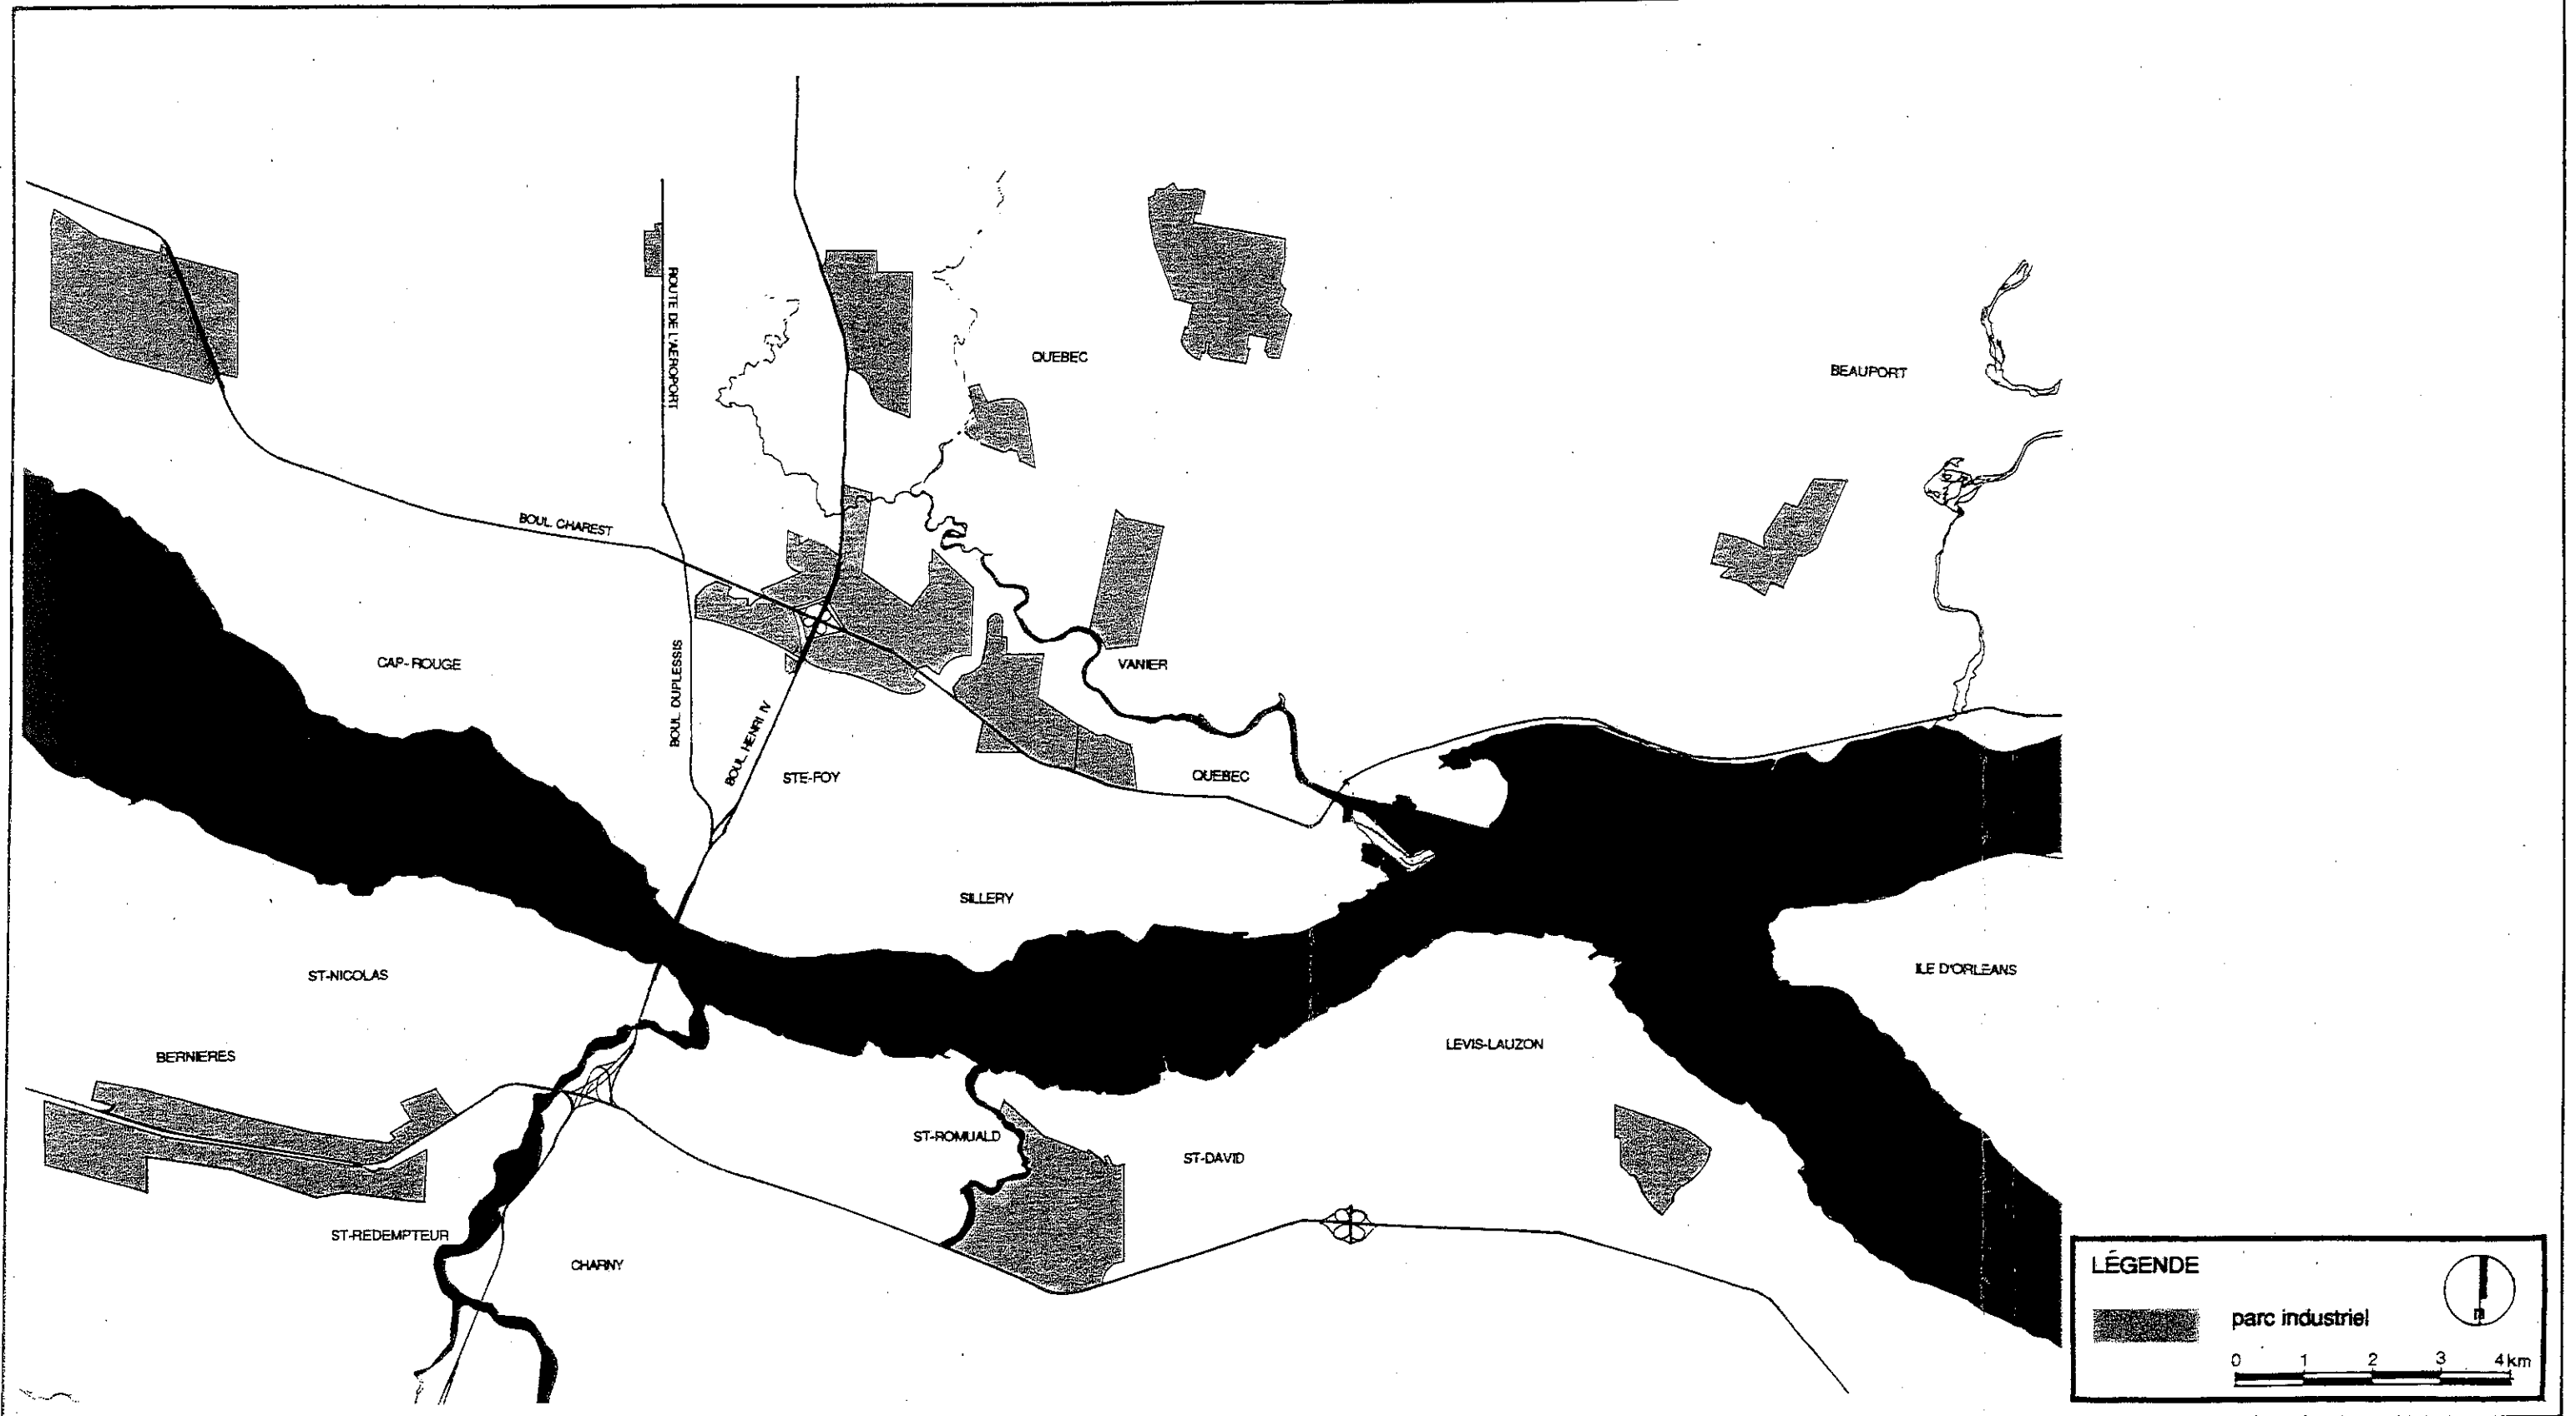 ROUTE DE L'AEROPORT
QUEBEC
BEAUPORT
BOUL. CHAREST
CAP-ROUGE
BOUL DUPLESSIS
VANIER
BOUL HENRI IV
STE-FOY
QUEBEC
SILLERY
ST-NICOLAS
ILE D'ORLEANS
BERNIERES
LEVIS-LAUZON
ST-ROMUALD
ST-DAVID
ST-REDEMPTEUR
CHARNY
LÉGENDE
parc industriel
0 1 2 3 4 km